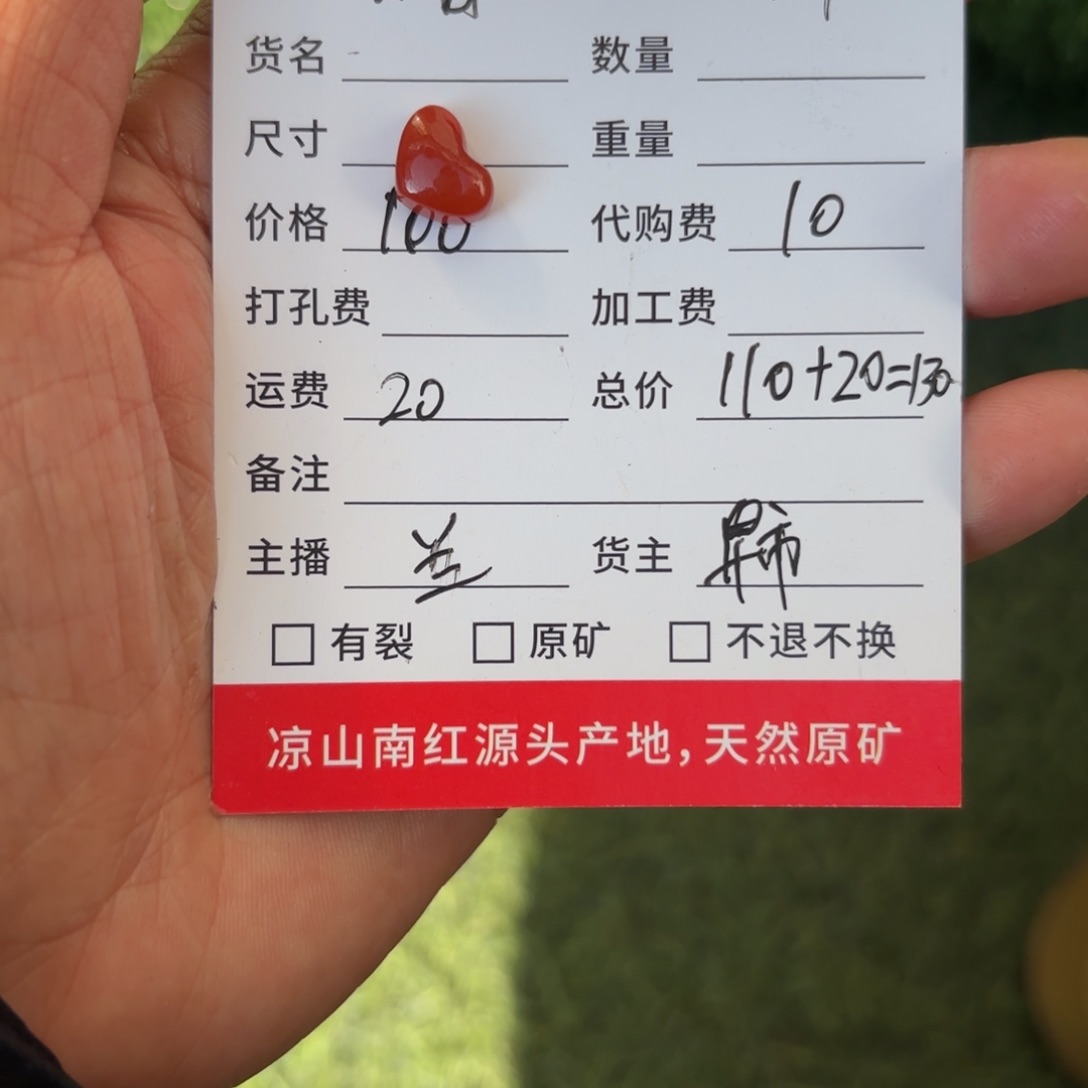 货名 数量
尺寸 重量
价格 100 代购费 10
打孔费 加工费
运费 20 总价 110+20=130
备注
主播 兰 货主
有裂 原矿 不退不换
凉山南红源头产地,天然原矿